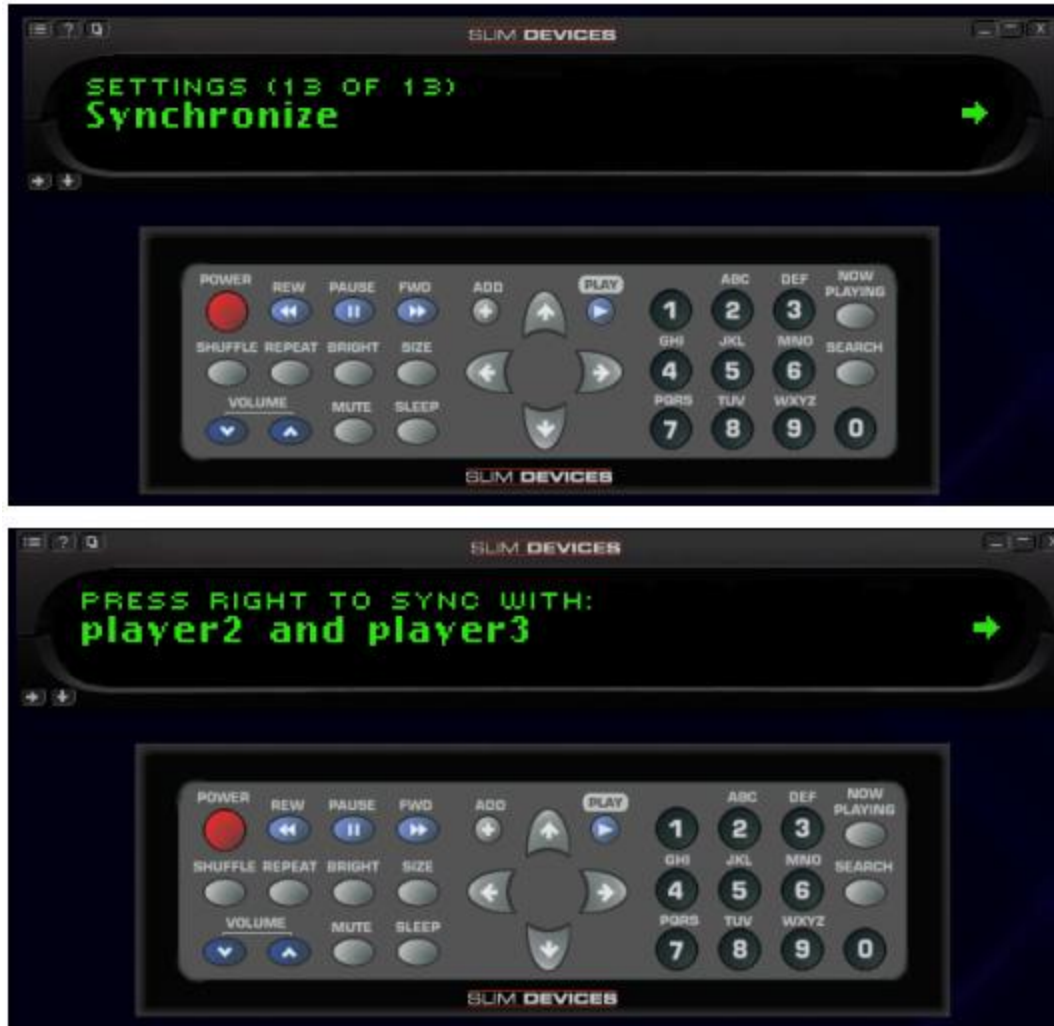 SLIM DEVICES
SETTINGS (13 OF 13)
Synchronize
POWER REW PAUSE FWD ADD PLAY ABC DEF NOW PLAYING
1 2 3
SHUFFLE REPEAT BRIGHT SIZE GHI JKL MNO SEARCH
4 5 6
VOLUME MUTE SLEEP PQRS TUV WXYZ
7 8 9 0
SLIM DEVICES
SLIM DEVICES
PRESS RIGHT TO SYNC WITH:
player2 and player3
POWER REW PAUSE FWD ADD PLAY ABC DEF NOW PLAYING
1 2 3
SHUFFLE REPEAT BRIGHT SIZE GHI JKL MNO SEARCH
4 5 6
VOLUME MUTE SLEEP PQRS TUV WXYZ
7 8 9 0
SLIM DEVICES